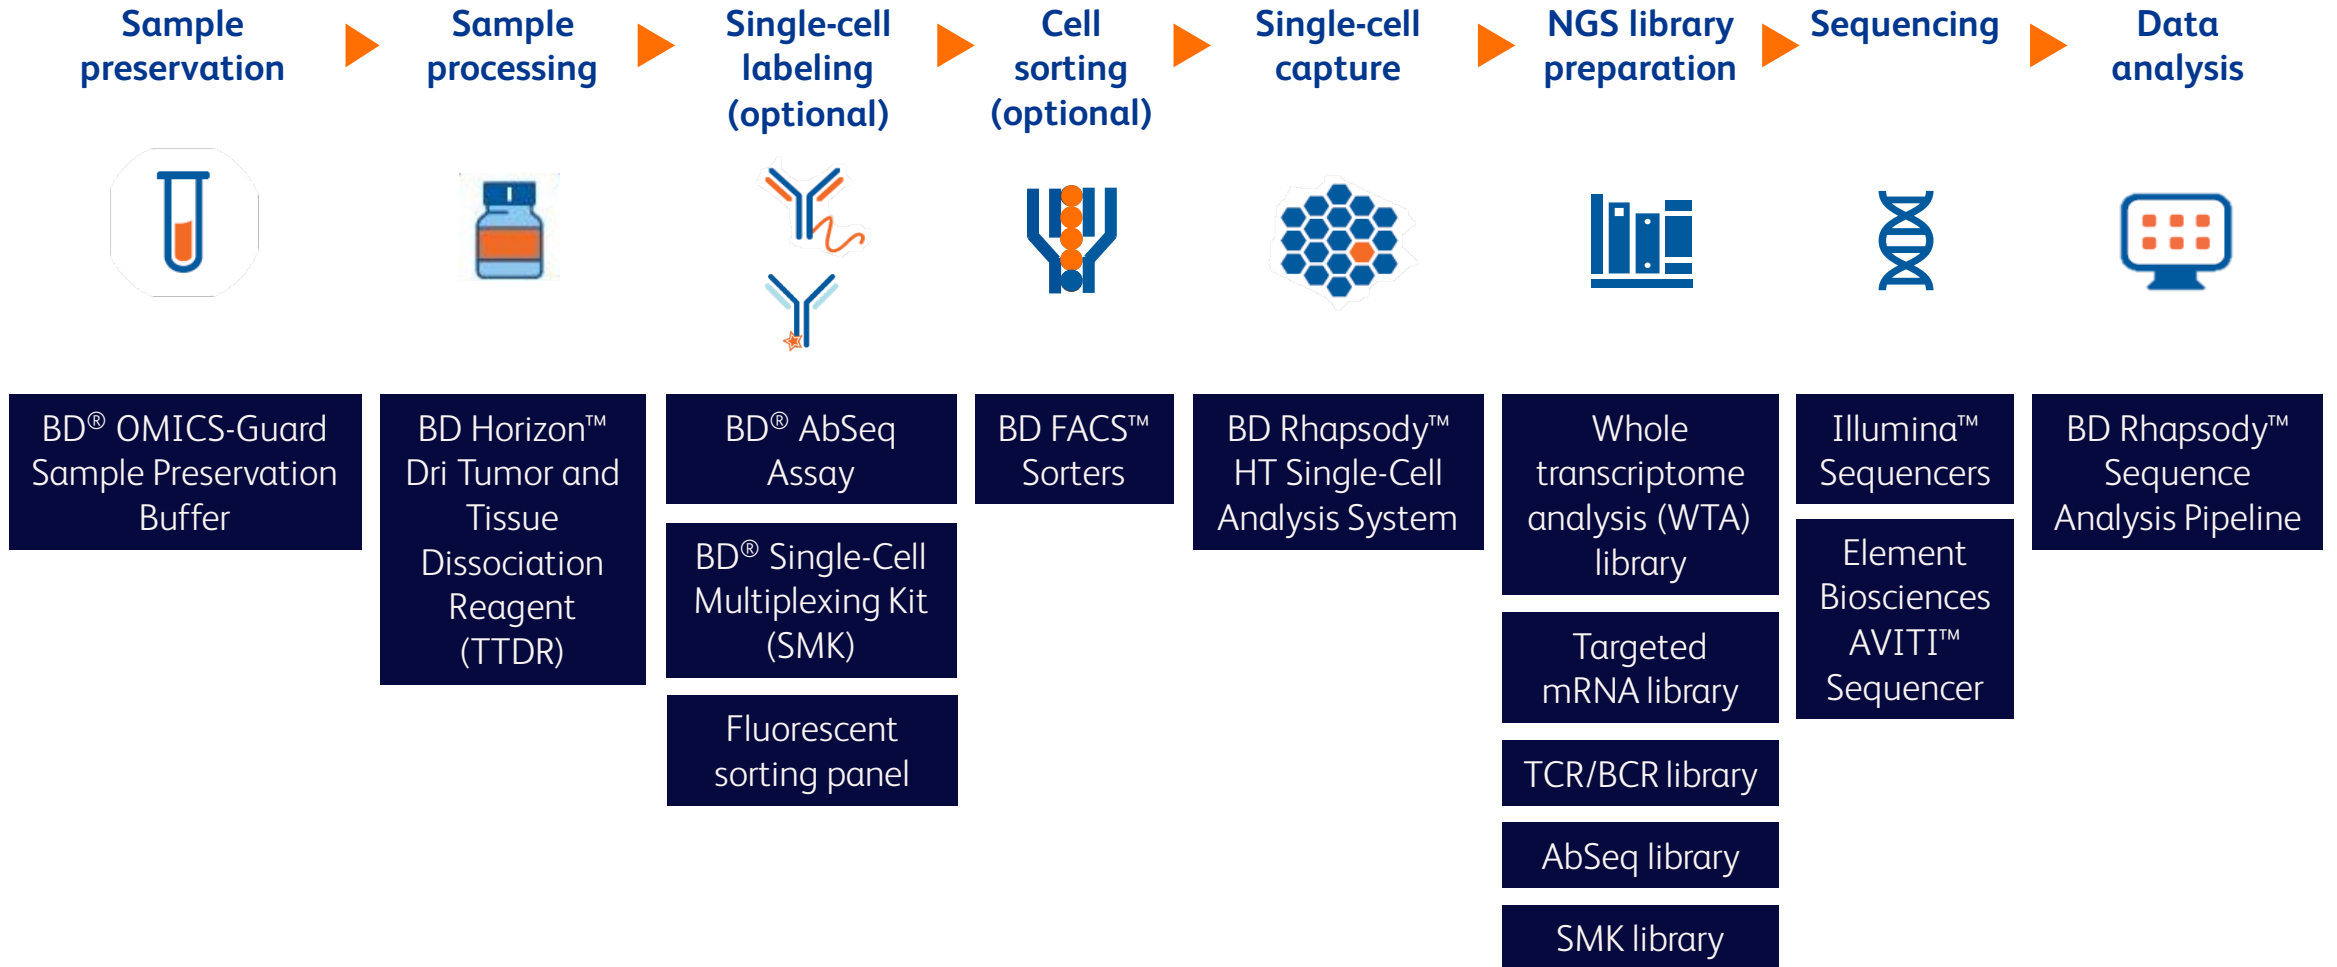 Sample
preservation
Sample
processing
Single-cell
labeling
(optional)
Cell
sorting
(optional)
Single-cell
capture
NGS library
preparation
Sequencing
Data
analysis
BD® OMICS-Guard
Sample Preservation
Buffer
BD Horizon™
Dri Tumor and
Tissue
Dissociation
Reagent
(TTDR)
BD® AbSeq
Assay
BD® Single-Cell
Multiplexing Kit
(SMK)
Fluorescent
sorting panel
BD FACS™
Sorters
BD Rhapsody™
HT Single-Cell
Analysis System
Whole
transcriptome
analysis (WTA)
library
Targeted
mRNA library
TCR/BCR library
AbSeq library
SMK library
Illumina™
Sequencers
Element
Biosciences
AVITI™
Sequencer
BD Rhapsody™
Sequence
Analysis Pipeline